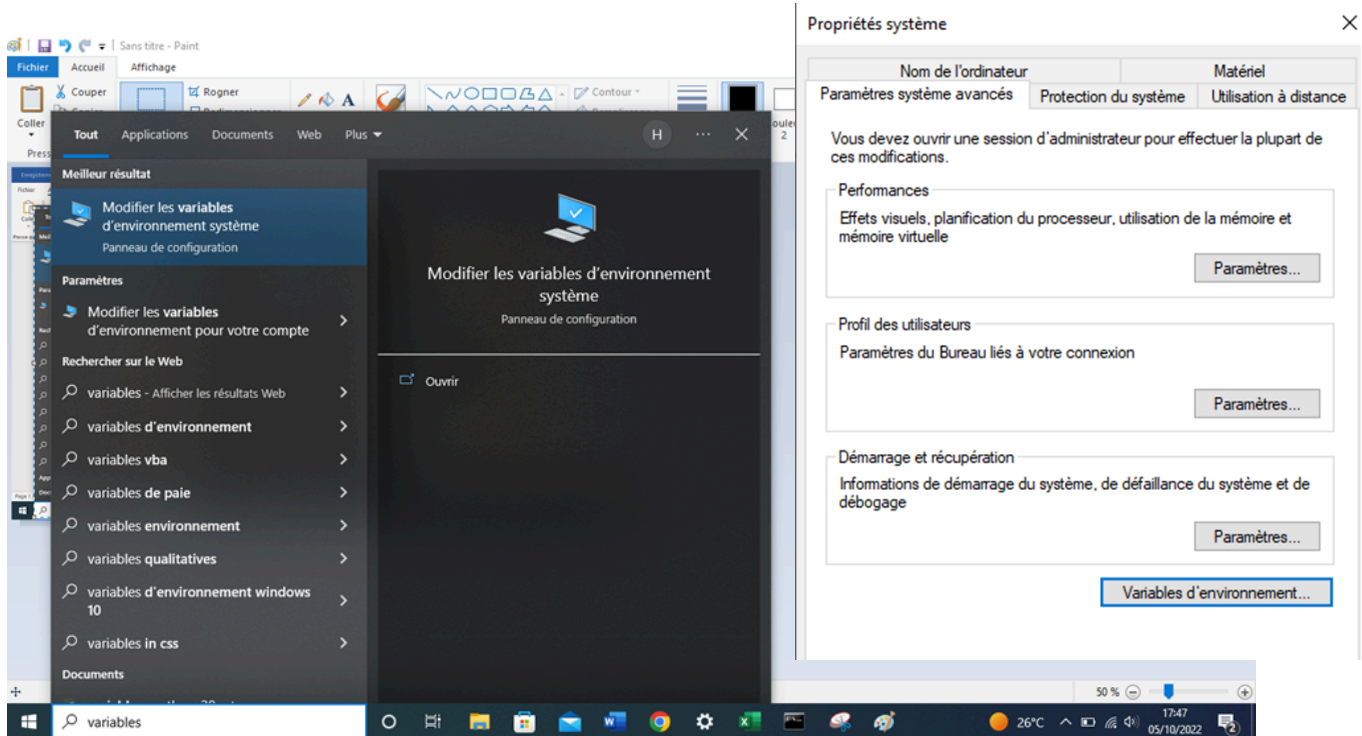 Sans titre - Paint
Fichier Accueil Affichage
Coller
Couper
Rogner
A
Contour
2
Tout Applications Documents Web Plus
H
Meilleur résultat
Modifier les variables
d'environnement système
Panneau de configuration
Paramètres
Modifier les variables
d'environnement pour votre compte
Rechercher sur le Web
variables - Afficher les résultats Web
variables d'environnement
variables vba
variables de paie
variables environnement
variables qualitatives
variables d'environnement windows
10
variables in css
Documents
Modifier les variables d'environnement
système
Panneau de configuration
Ouvrir
50 %
variables
26°C
17:47
05/10/2022
2
Propriétés système
Nom de l'ordinateur Matériel
Paramètres système avancés Protection du système Utilisation à distance
Vous devez ouvrir une session d'administrateur pour effectuer la plupart de
ces modifications.
Performances
Effets visuels, planification du processeur, utilisation de la mémoire et
mémoire virtuelle
Paramètres...
Profil des utilisateurs
Paramètres du Bureau liés à votre connexion
Paramètres...
Démarrage et récupération
Informations de démarrage du système, de défaillance du système et de
débogage
Paramètres...
Variables d'environnement...